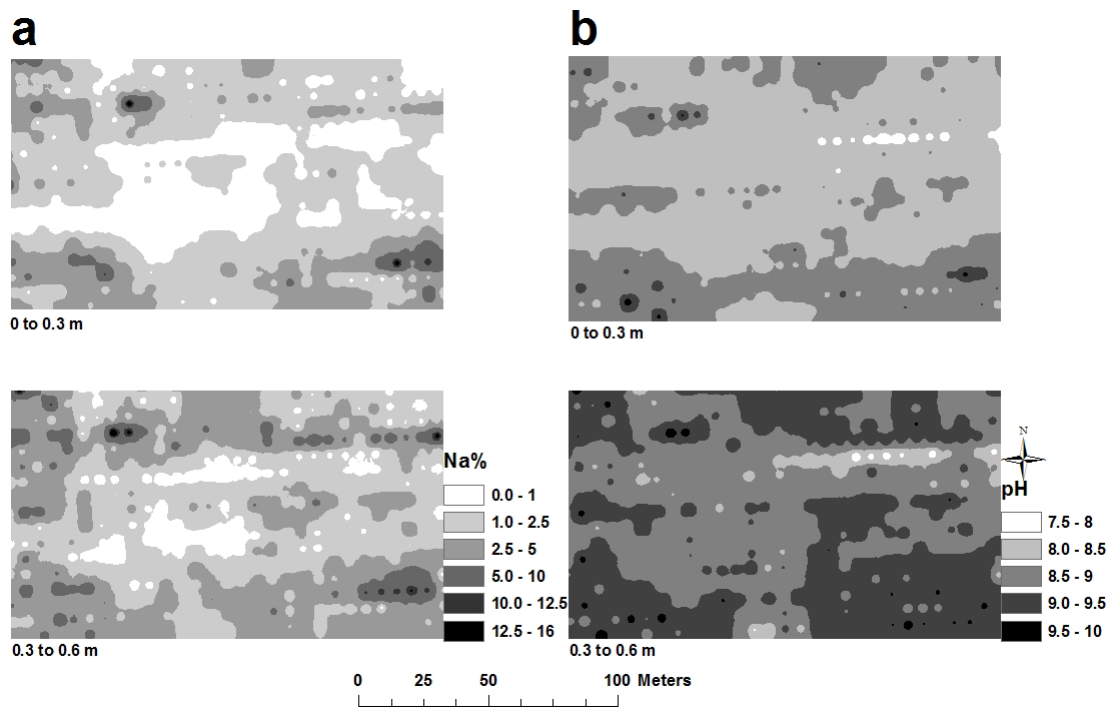 a
b
0 to 0.3 m
0 to 0.3 m
Na%
0.0 - 1
1.0 - 2.5
2.5 - 5
5.0 - 10
10.0 - 12.5
12.5 - 16
N
pH
7.5 - 8
8.0 - 8.5
8.5 - 9
9.0 - 9.5
9.5 - 10
0.3 to 0.6 m
0.3 to 0.6 m
0 25 50 100 Meters